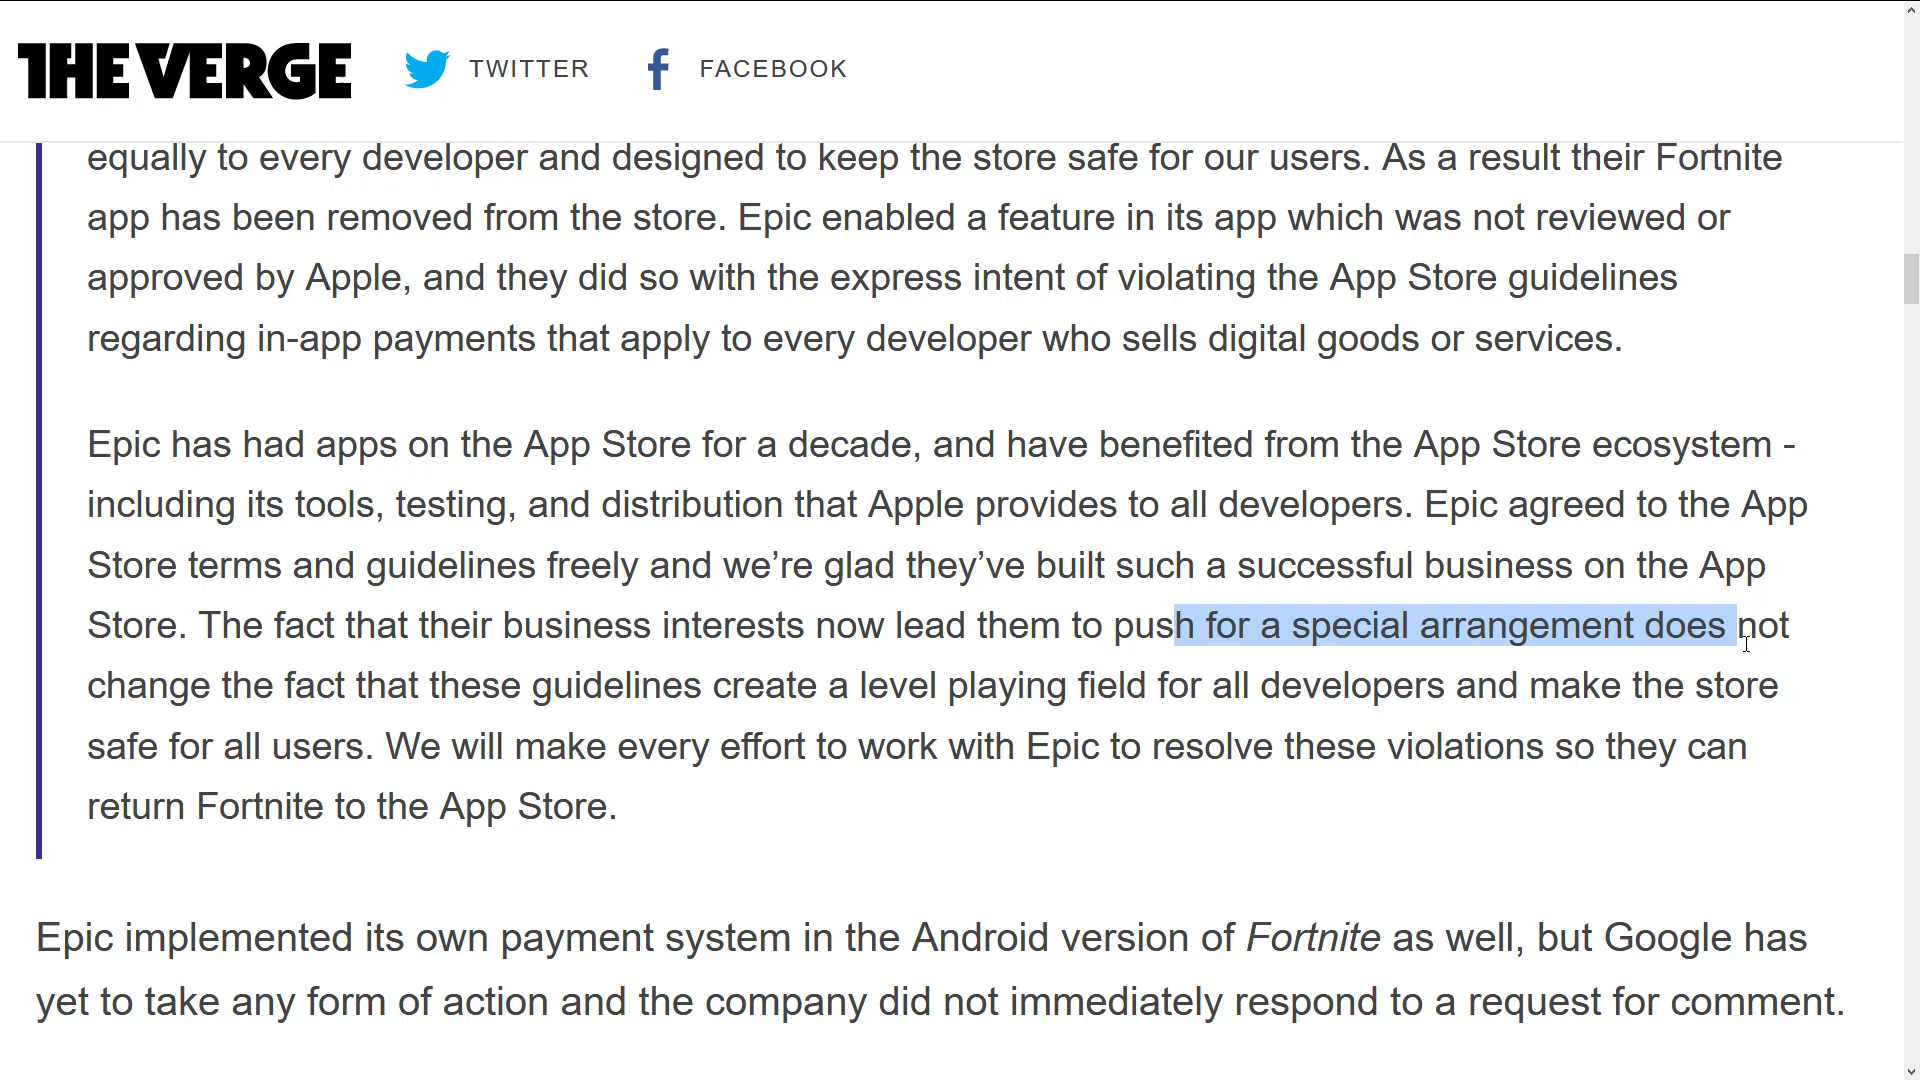 THE VERGE TWITTER FACEBOOK
equally to every developer and designed to keep the store safe for our users. As a result their Fortnite
app has been removed from the store. Epic enabled a feature in its app which was not reviewed or
approved by Apple, and they did so with the express intent of violating the App Store guidelines
regarding in-app payments that apply to every developer who sells digital goods or services.
Epic has had apps on the App Store for a decade, and have benefited from the App Store ecosystem -
including its tools, testing, and distribution that Apple provides to all developers. Epic agreed to the App
Store terms and guidelines freely and we’re glad they’ve built such a successful business on the App
Store. The fact that their business interests now lead them to push for a special arrangement does not
change the fact that these guidelines create a level playing field for all developers and make the store
safe for all users. We will make every effort to work with Epic to resolve these violations so they can
return Fortnite to the App Store.
Epic implemented its own payment system in the Android version of Fortnite as well, but Google has
yet to take any form of action and the company did not immediately respond to a request for comment.